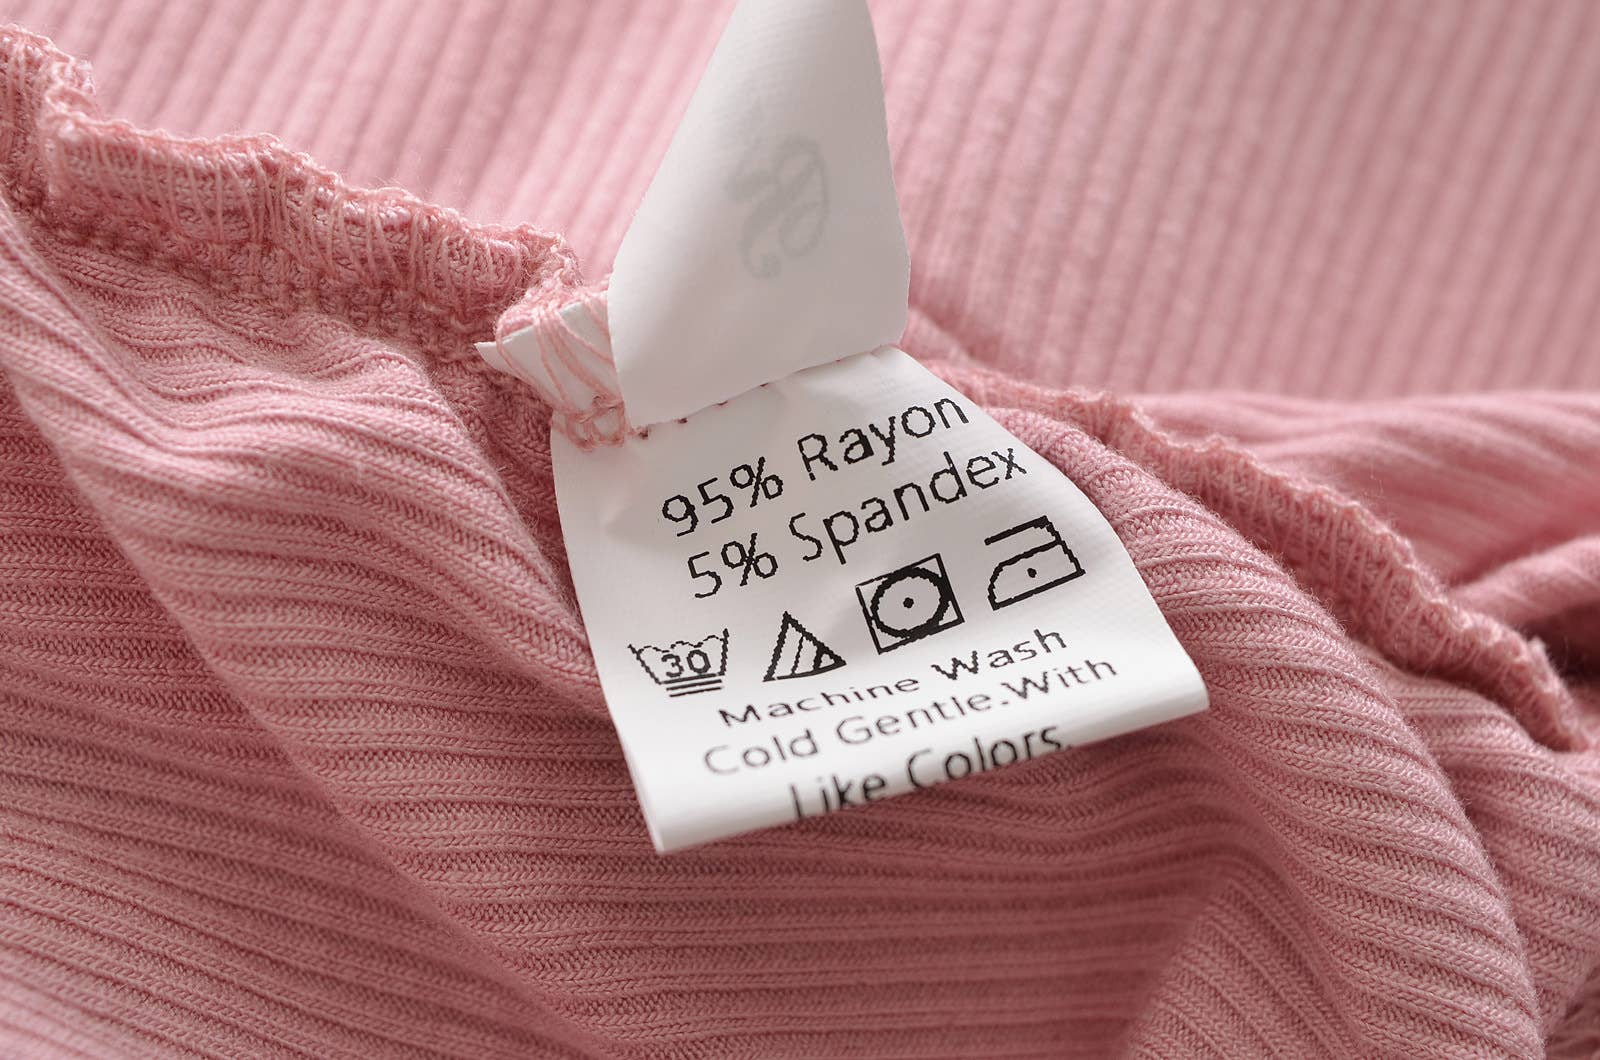 95% Rayon
5% Spandex
30
Machine Wash
Cold Gentle.With
Like Colors.